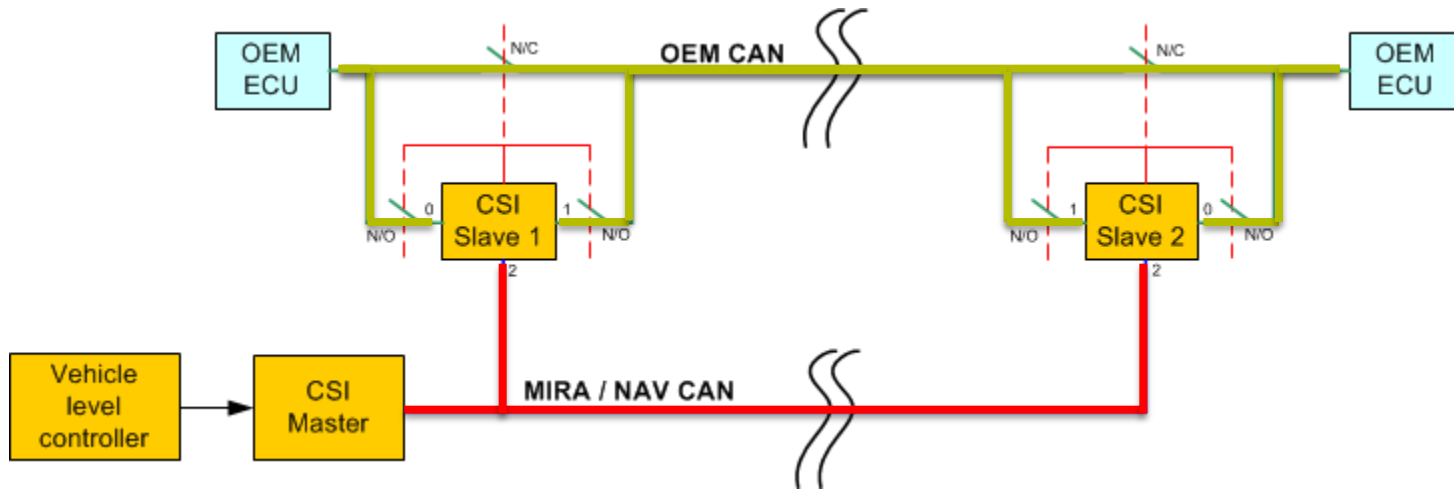 OEM
ECU
N/C
OEM CAN
N/C
OEM
ECU
N/O
0
CSI
Slave 1
1
N/O
2
N/O
1
CSI
Slave 2
0
N/O
2
Vehicle
level
controller
CSI
Master
MIRA / NAV CAN